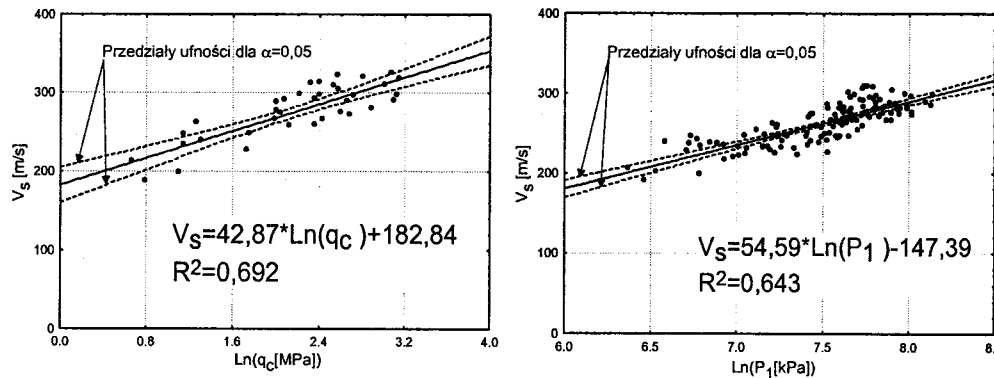 400
300
200
100
0
V_S [m/s]
Przedziały ufności dla α=0,05
V_S=42,87*Ln(q_C)+182,84
R²=0,692
0.0 0.8 1.6 2.4 3.2 4.0
Ln(q_C[MPa])
400
300
200
100
0
V_S [m/s]
Przedziały ufności dla α=0,05
V_S=54,59*Ln(P_1)-147,39
R²=0,643
6.0 6.5 7.0 7.5 8.0 8.5
Ln(P_1[kPa])